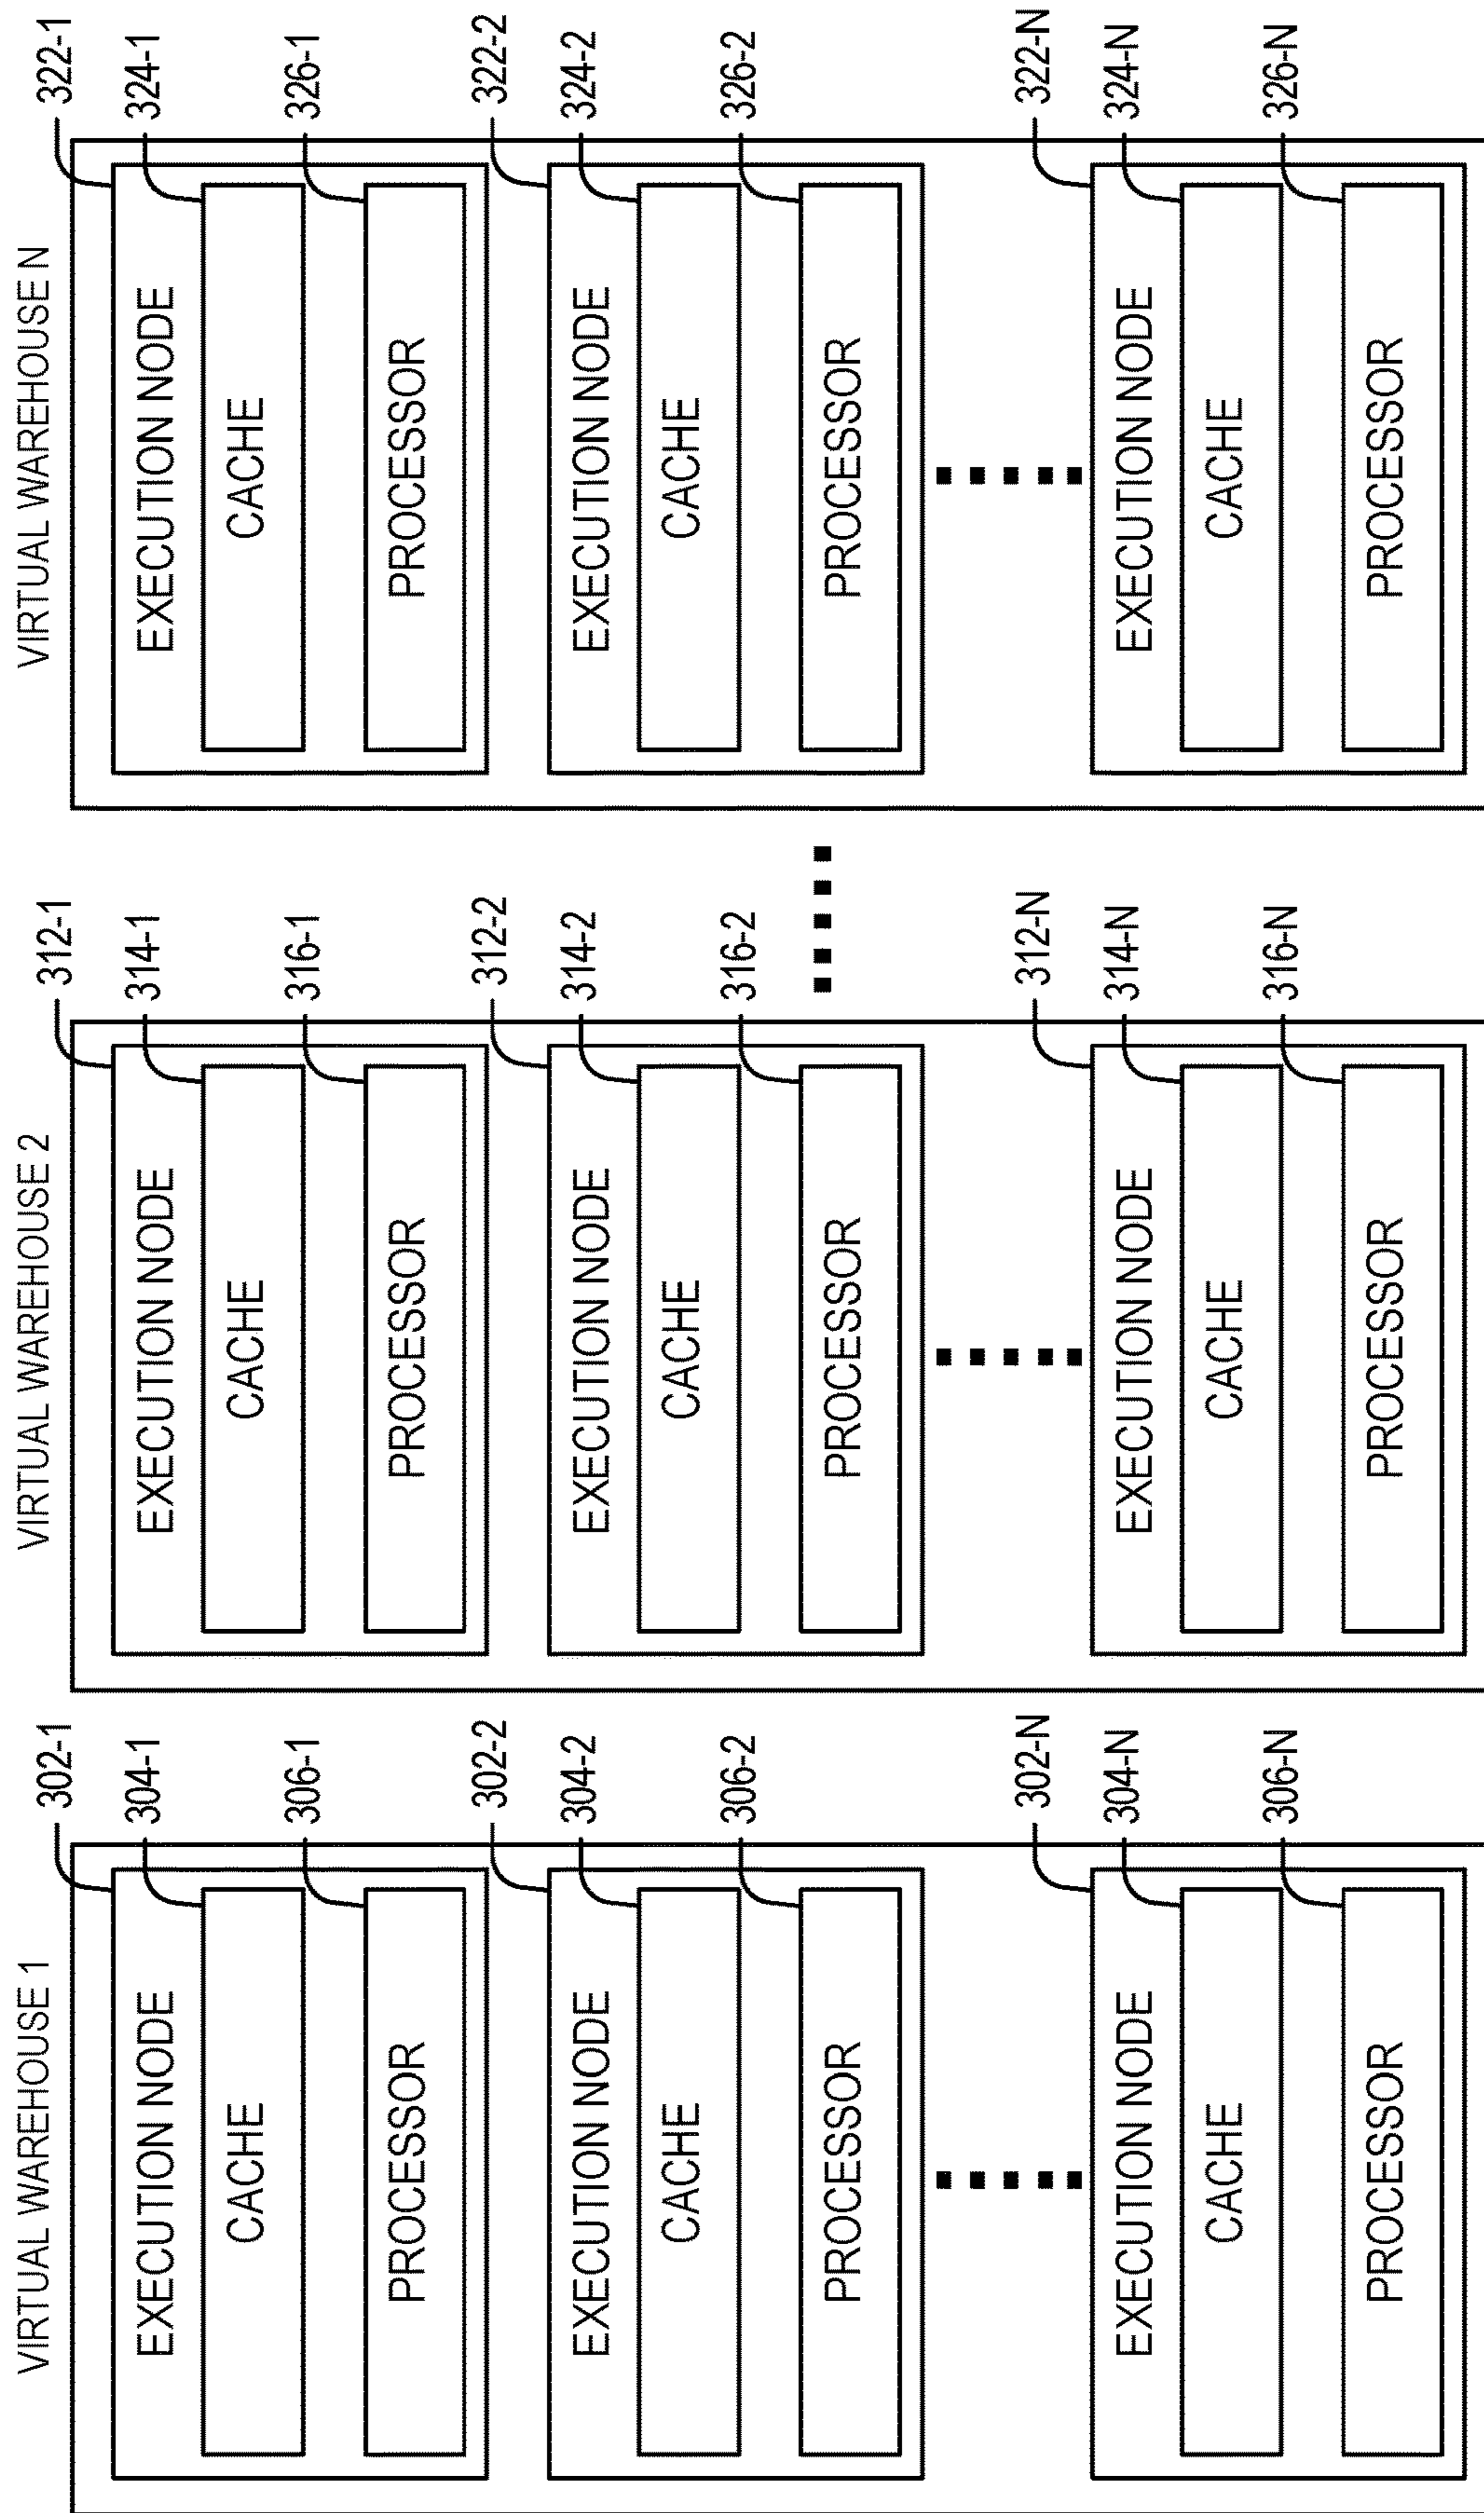 VIRTUAL WAREHOUSE 1
302-1
EXECUTION NODE
304-1
CACHE
306-1
PROCESSOR
302-2
EXECUTION NODE
304-2
CACHE
306-2
PROCESSOR
302-N
EXECUTION NODE
304-N
CACHE
306-N
PROCESSOR
VIRTUAL WAREHOUSE 2
312-1
EXECUTION NODE
314-1
CACHE
316-1
PROCESSOR
312-2
EXECUTION NODE
314-2
CACHE
316-2
PROCESSOR
312-N
EXECUTION NODE
314-N
CACHE
316-N
PROCESSOR
VIRTUAL WAREHOUSE N
322-1
EXECUTION NODE
324-1
CACHE
326-1
PROCESSOR
322-2
EXECUTION NODE
324-2
CACHE
326-2
PROCESSOR
322-N
EXECUTION NODE
324-N
CACHE
326-N
PROCESSOR